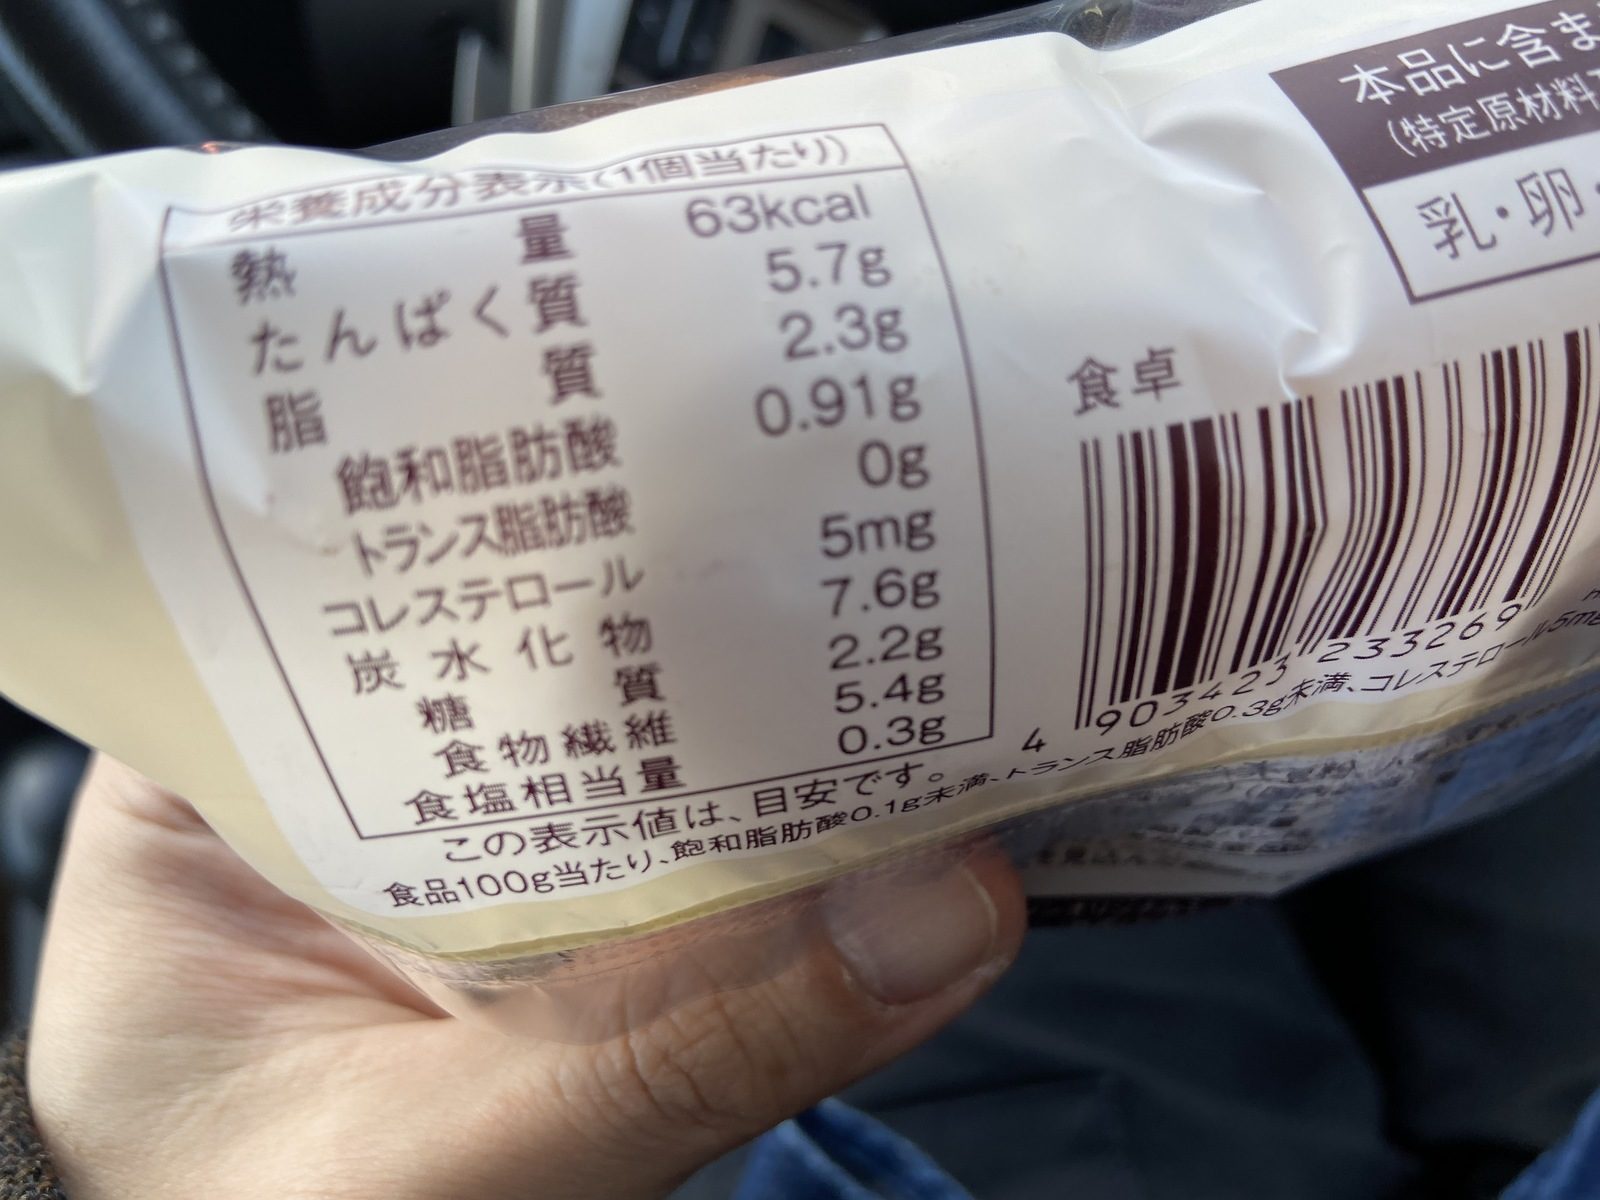 栄養成分表示(1個当たり)
熱量 63kcal
たんぱく質 5.7g
脂質 2.3g
飽和脂肪酸 0.91g
トランス脂肪酸 0g
コレステロール 5mg
炭水化物 7.6g
糖質 2.2g
食物繊維 5.4g
食塩相当量 0.3g
この表示値は、目安です。
食品100g当たり、飽和脂肪酸0.1g未満、トランス脂肪酸0.3g未満、コレステロール5mg
本品に含ま
(特定原材料
乳・卵・
食卓
4 903423 233269